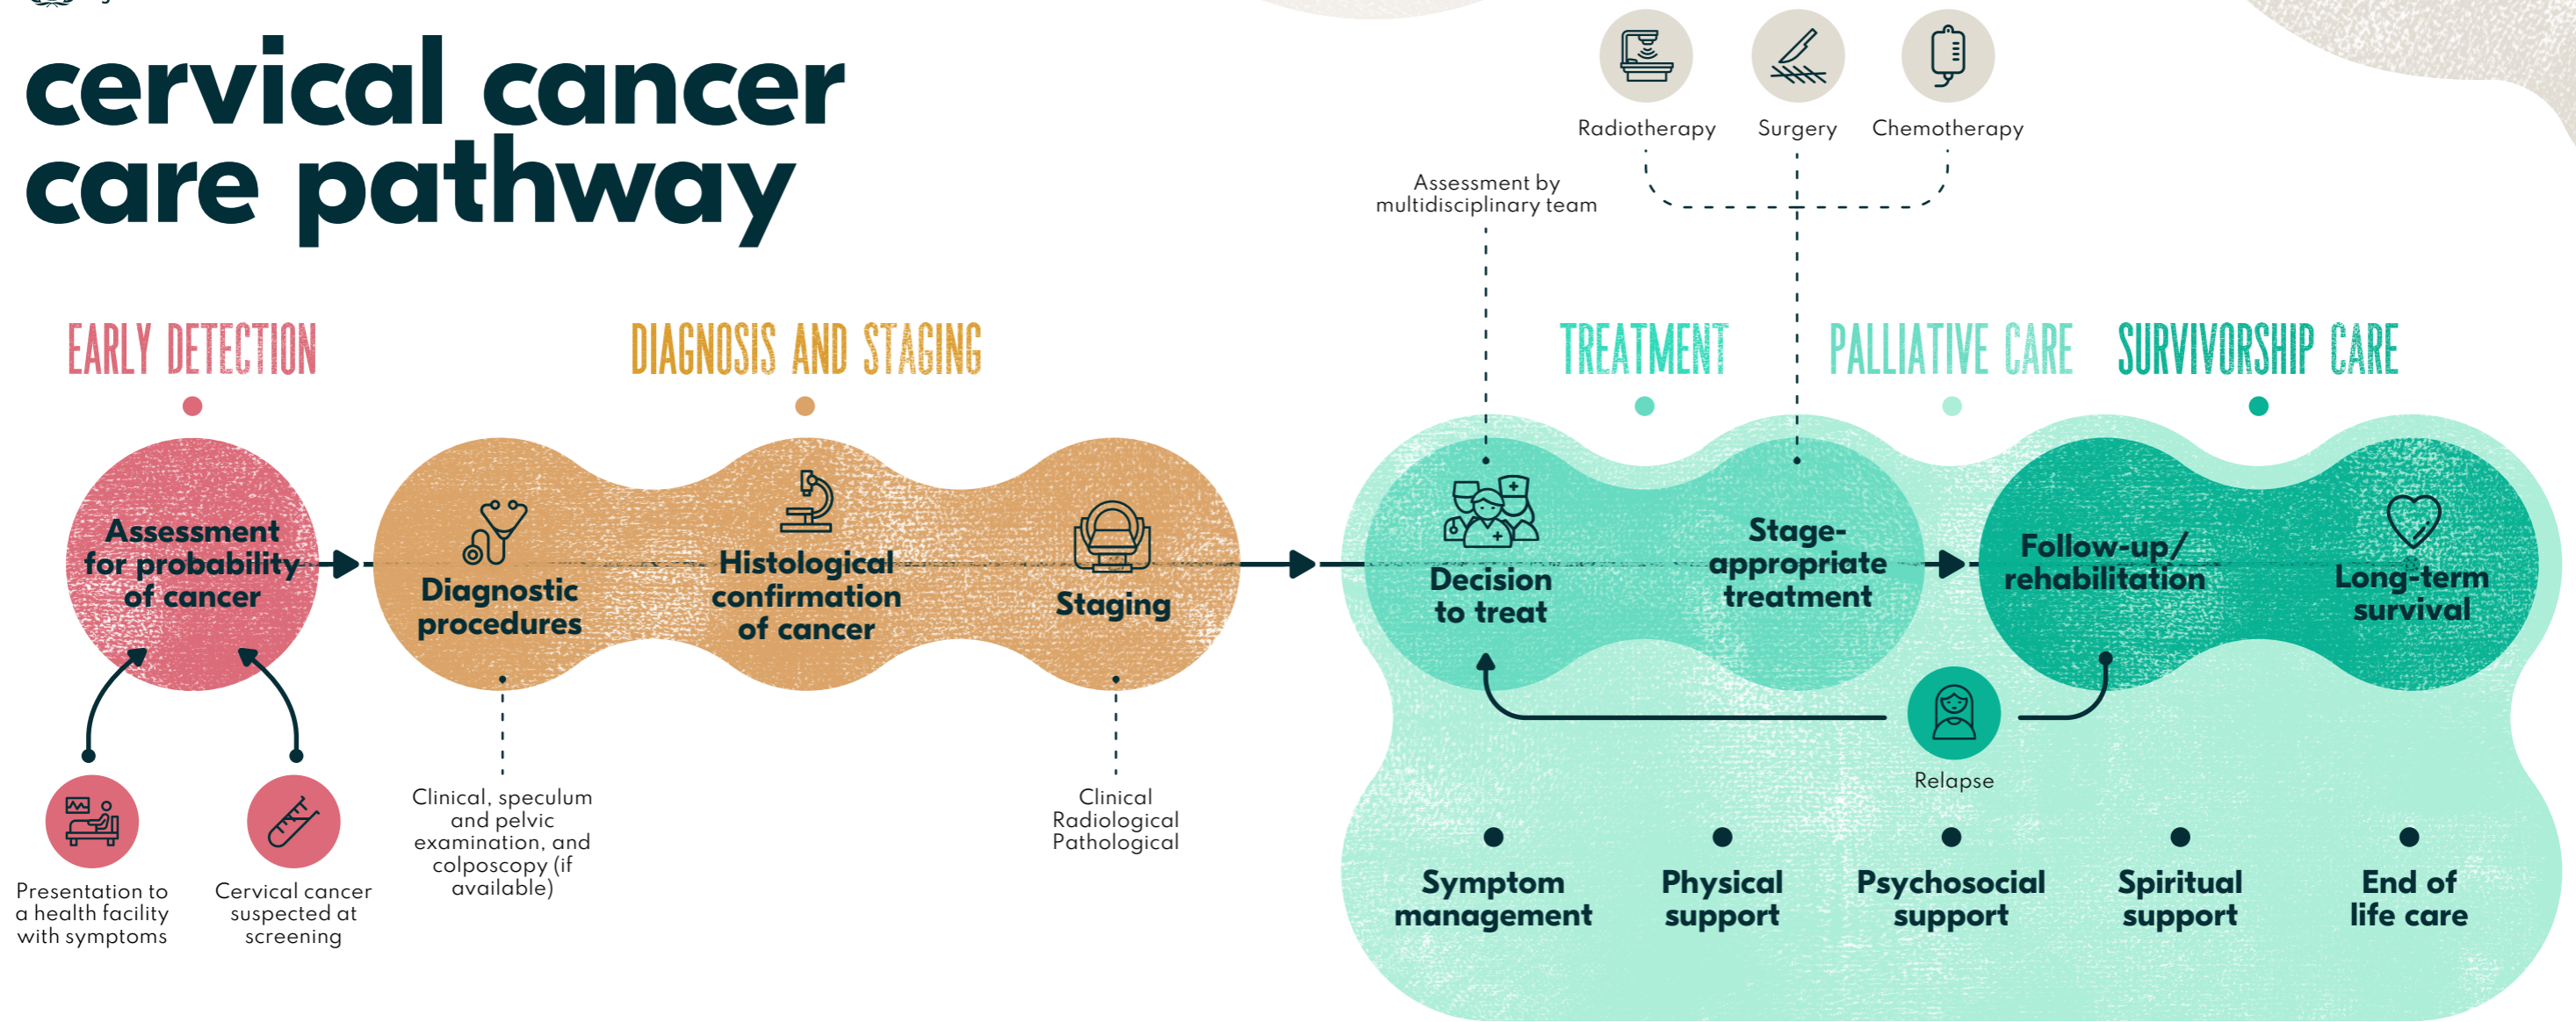 cervical cancer
care pathway
Radiotherapy
Surgery
Chemotherapy
Assessment by
multidisciplinary team
EARLY DETECTION
DIAGNOSIS AND STAGING
TREATMENT
PALLIATIVE CARE
SURVIVORSHIP CARE
Assessment
for probability
of cancer
Diagnostic
procedures
Histological
confirmation
of cancer
Staging
Decision
to treat
Stage-
appropriate
treatment
Follow-up/
rehabilitation
Long-term
survival
Relapse
Presentation to
a health facility
with symptoms
Cervical cancer
suspected at
screening
Clinical, speculum
and pelvic
examination, and
colposcopy (if
available)
Clinical
Radiological
Pathological
Symptom
management
Physical
support
Psychosocial
support
Spiritual
support
End of
life care